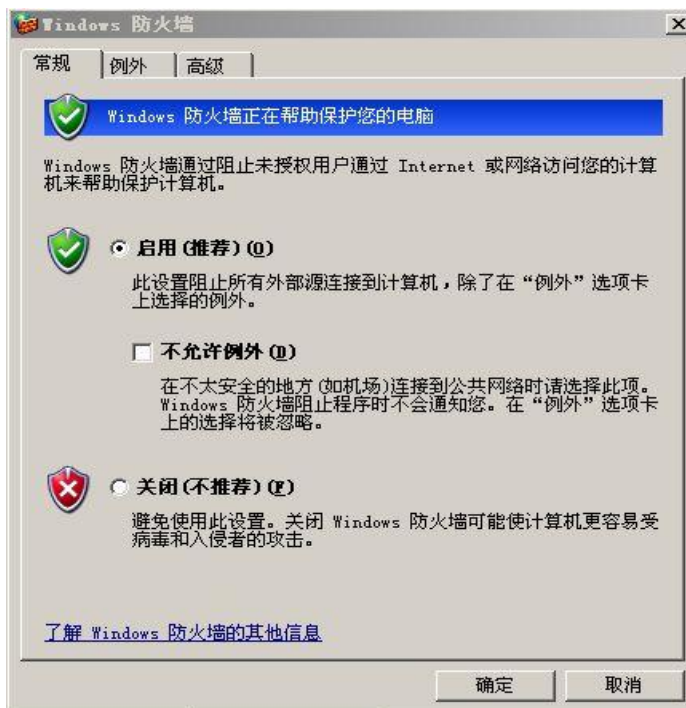 Windows 防火墙
常规
例外
高级
Windows 防火墙正在帮助保护您的电脑
Windows 防火墙通过阻止未授权用户通过 Internet 或网络访问您的计算
机来帮助保护计算机。
启用(推荐)(O)
此设置阻止所有外部源连接到计算机，除了在“例外”选项卡
上选择的例外。
不允许例外(D)
在不太安全的地方(如机场)连接到公共网络时请选择此项。
Windows 防火墙阻止程序时不会通知您。在“例外”选项卡
上的选择将被忽略。
关闭(不推荐)(F)
避免使用此设置。关闭 Windows 防火墙可能使计算机更容易受
病毒和入侵者的攻击。
了解 Windows 防火墙的其他信息
确定
取消